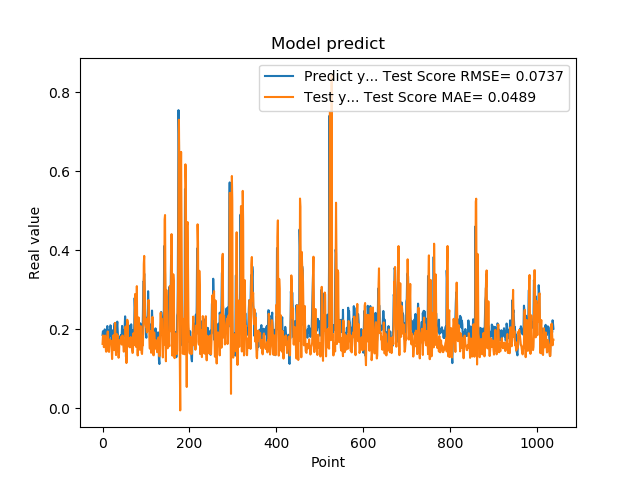 Model predict
Predict y... Test Score RMSE= 0.0737
Test y... Test Score MAE= 0.0489
0.8
0.6
0.4
0.2
0.0
Real value
0 200 400 600 800 1000
Point